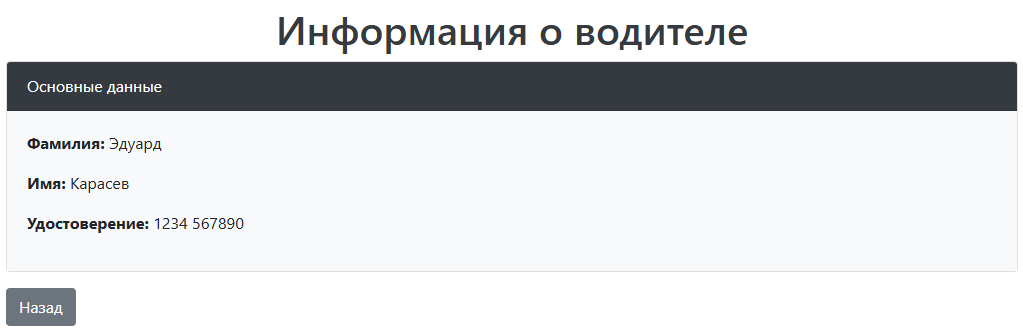 Информация о водителе
Основные данные
Фамилия: Эдуард
Имя: Карасев
Удостоверение: 1234 567890
Назад